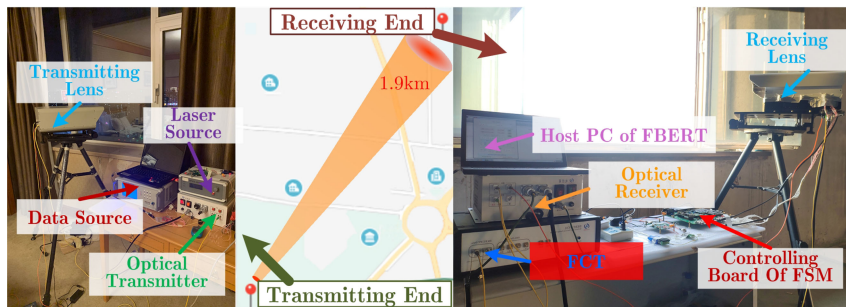 Transmitting
Lens
Laser
Source
Data Source
Optical
Transmitter
Receiving End
1.9km
Transmitting End
Receiving
Lens
Host PC of FBERT
Optical
Receiver
FCT
Controlling
Board Of FSM